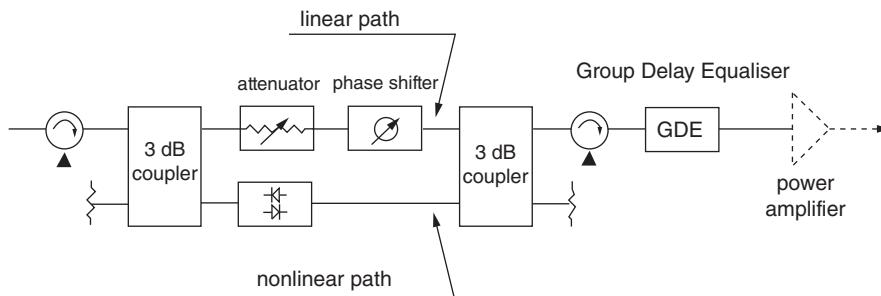 linear path
attenuator
phase shifter
Group Delay Equaliser
3 dB
coupler
3 dB
coupler
GDE
power
amplifier
nonlinear path